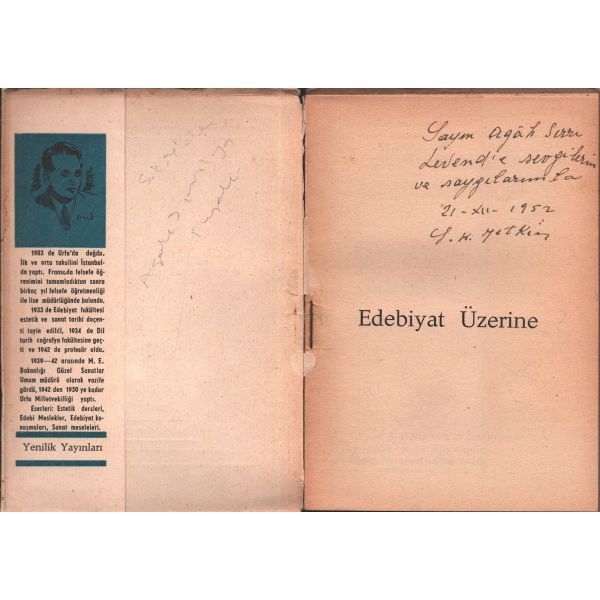 1903 de Urfa'da doğdu.
İlk ve orta tahsilini İstanbul-
da yaptı. Fransada felsefe öğ-
renimini tamamladıktan sonra
birkaç yıl felsefe öğretmenliği
ile lise müdürlüğünde bulundu.
1933 de Edebiyat fakültesi
estetik ve sanat tarihi doçen-
ti tayin edildi, 1934 de Dil
tarih coğrafya fakültesine geç-
ti ve 1942 de profesör oldu.
1939—42 arasında M. E.
Bakanlığı Güzel Sanatlar
Umum müdürü olarak vazife
gördü, 1942 den 1950 ye kadar
Urfa Milletvekilliği yaptı.
Eserleri: Estetik dersleri,
Edebî Meslekler, Edebiyat ko-
nuşmaları, Sanat meseleleri.
Yenilik Yayınları
Sayın Agâh Sırrı
Levend'e sevgilerim
ve saygılarımla
21-XII-1952
S. K. Yetkin
Edebiyat Üzerine